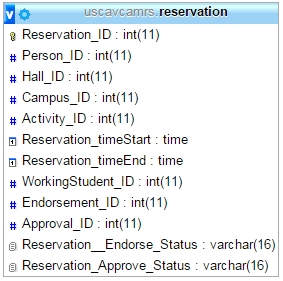 v uscavcamrs.reservation
Reservation_ID : int(11)
# Person_ID : int(11)
# Hall_ID : int(11)
# Campus_ID : int(11)
# Activity_ID : int(11)
Reservation_timeStart : time
Reservation_timeEnd : time
# WorkingStudent_ID : int(11)
# Endorsement_ID : int(11)
# Approval_ID : int(11)
Reservation__Endorse_Status : varchar(16)
Reservation_Approve_Status : varchar(16)